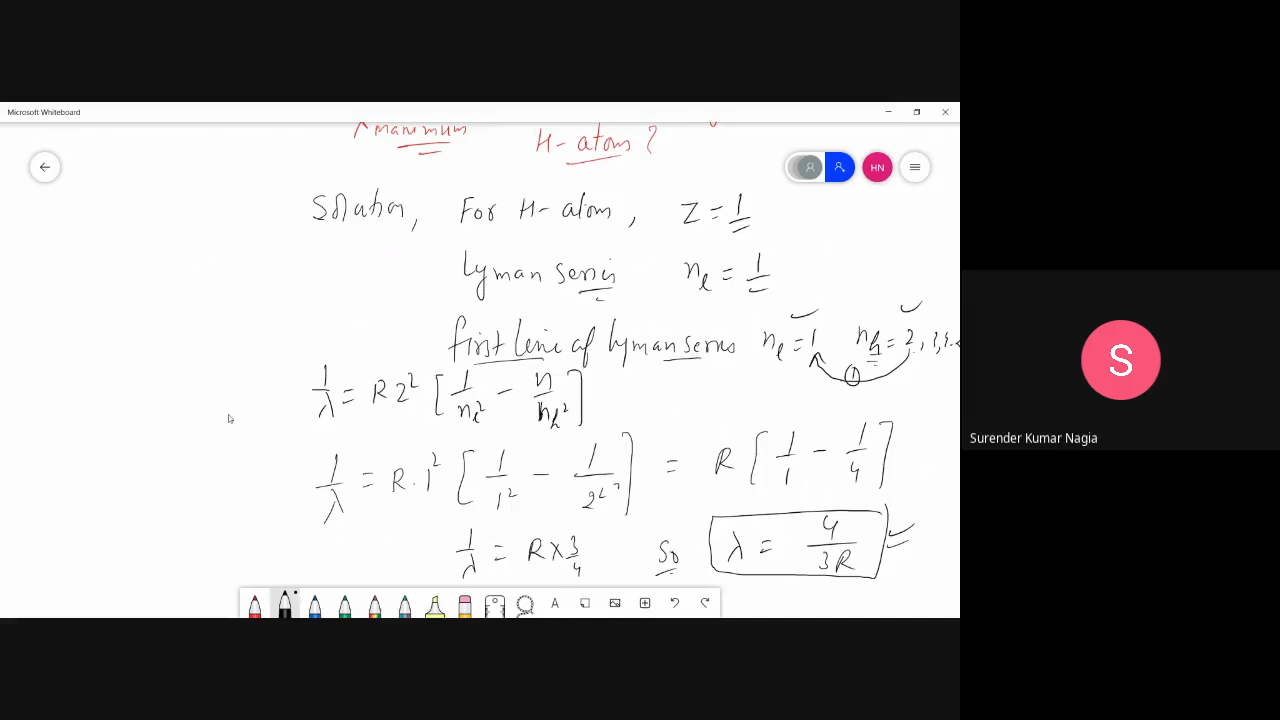 Microsoft Whiteboard
λ maximum H-atom?
HN
Solution, For H-atom, Z = 1
Lyman series n_l = 1
first line of lyman series n_l = 1 n_h = 2, 3, 4
①
1/λ = R Z² [1/n_l² − n/n_h²]
1/λ = R.1² [1/1² − 1/2²] = R [1/1 − 1/4]
1/λ = R × 3/4 So λ = 4/3R
S
Surender Kumar Nagia